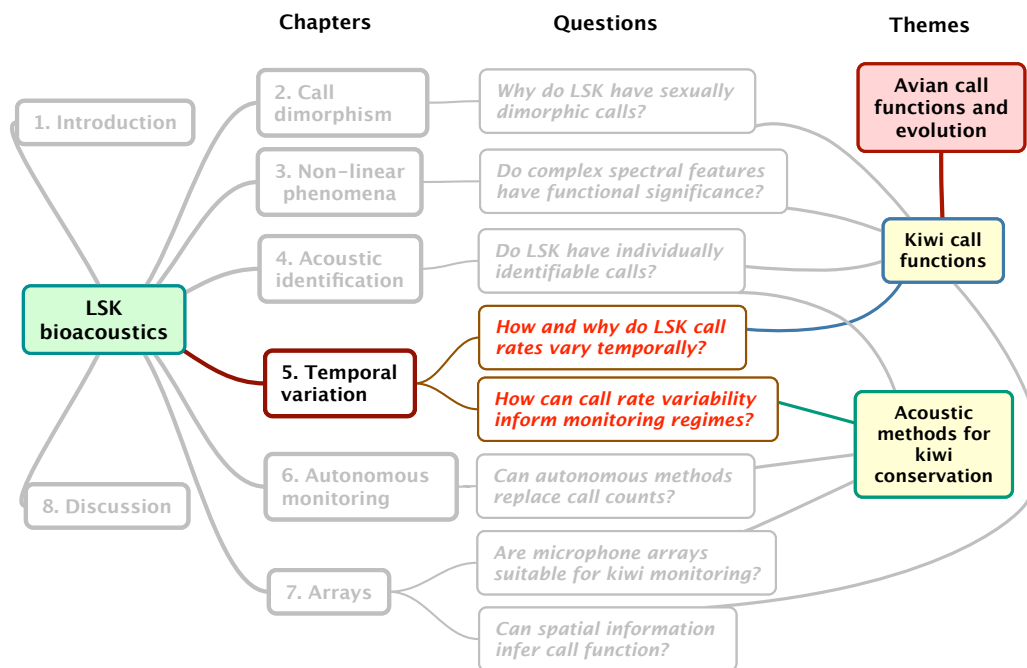 Chapters
Questions
Themes
1. Introduction
LSK
bioacoustics
8. Discussion
2. Call
dimorphism
3. Non-linear
phenomena
4. Acoustic
identification
5. Temporal
variation
6. Autonomous
monitoring
7. Arrays
Why do LSK have sexually
dimorphic calls?
Do complex spectral features
have functional significance?
Do LSK have individually
identifiable calls?
How and why do LSK call
rates vary temporally?
How can call rate variability
inform monitoring regimes?
Can autonomous methods
replace call counts?
Are microphone arrays
suitable for kiwi monitoring?
Can spatial information
infer call function?
Avian call
functions and
evolution
Kiwi call
functions
Acoustic
methods for
kiwi
conservation